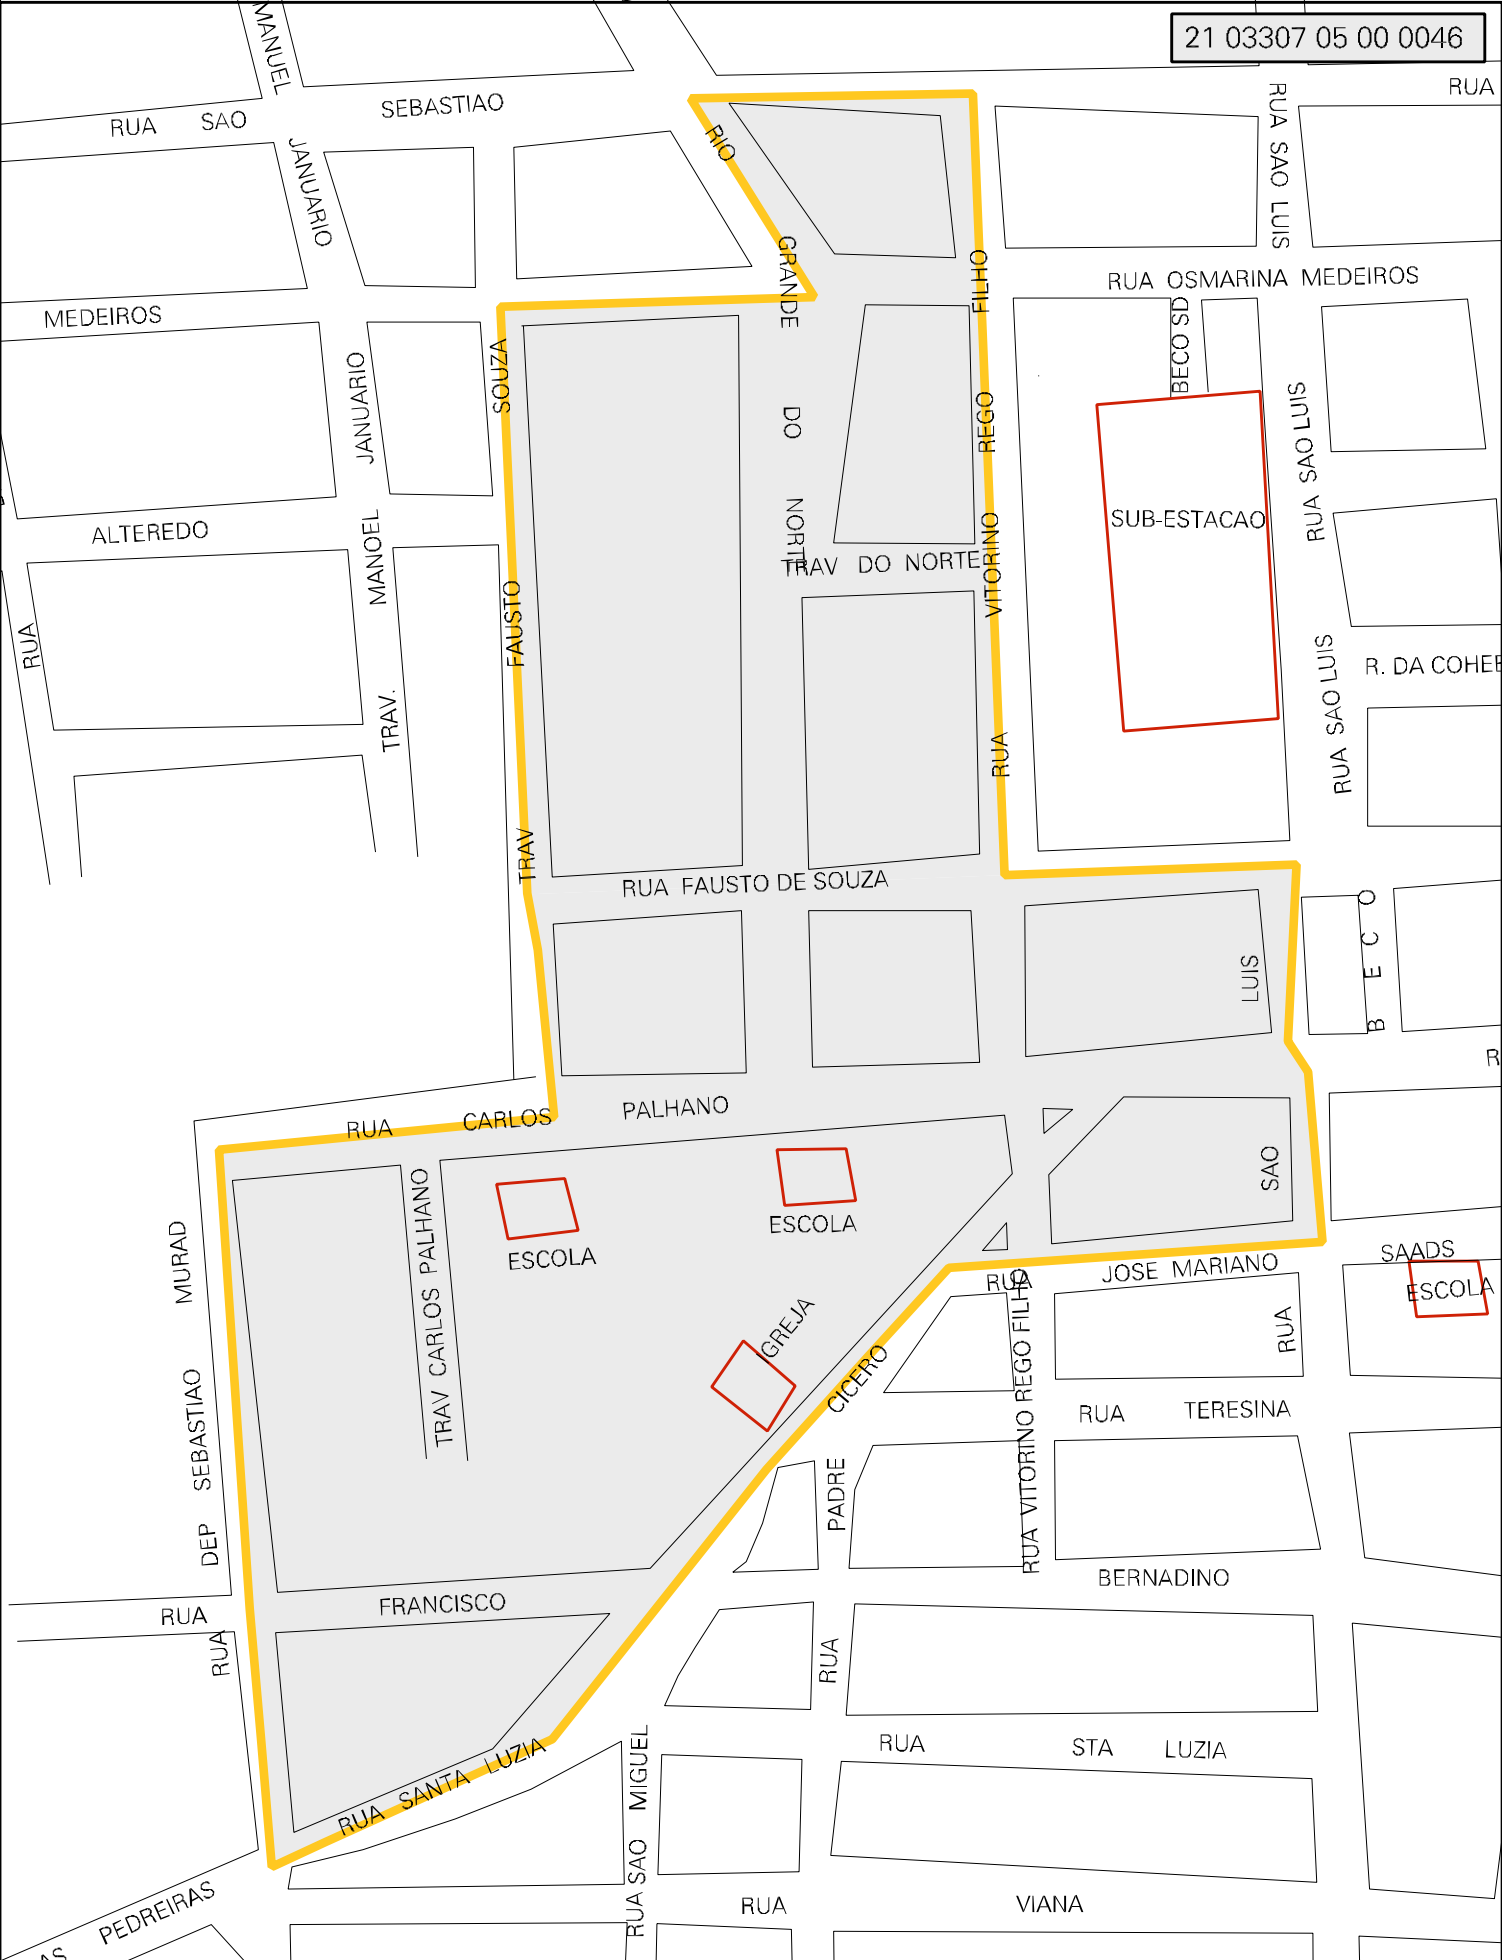 21 03307 05 00 0046
MANUEL
JANUARIO
RUA SAO SEBASTIAO
RUA
RIO GRANDE DO NORTE
RUA SAO LUIS
RUA OSMARINA MEDEIROS
MEDEIROS
BECO SD
JANUARIO
MANOEL
TRAV.
SOUZA
FAUSTO
TRAV
FILHO
REGO
VITORINO
RUA
RUA SAO LUIS
SUB-ESTACAO
ALTEREDO
TRAV DO NORTE
RUA
RUA SAO LUIS
R. DA COHEB
RUA FAUSTO DE SOUZA
BECO
LUIS
SAO
RUA
R
RUA CARLOS PALHANO
TRAV CARLOS PALHANO
ESCOLA
ESCOLA
IGREJA
MURAD
SEBASTIAO
DEP
RUA
RUA JOSE MARIANO
SAADS
ESCOLA
RUA VITORINO REGO FILHO
CICERO
PADRE
RUA
RUA TERESINA
RUA FRANCISCO BERNADINO
RUA SANTA LUZIA
RUA SAO MIGUEL
RUA STA LUZIA
AS PEDREIRAS
RUA VIANA